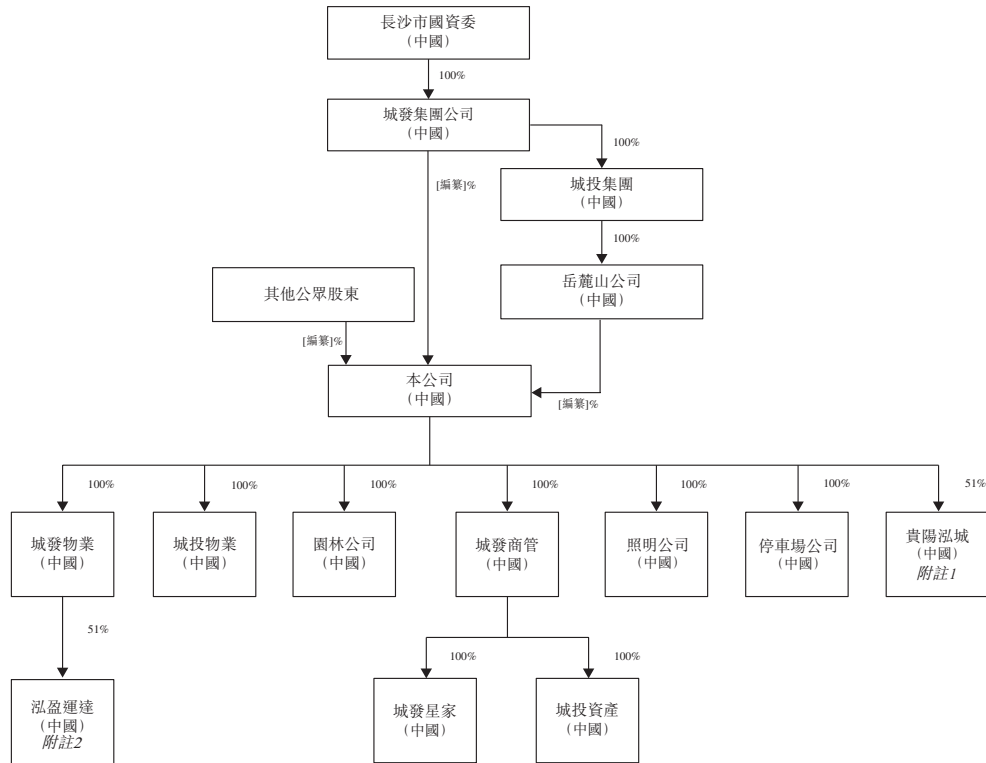 長沙市國資委
(中國)
100%
城發集團公司
(中國)
100%
[編纂]%
城投集團
(中國)
100%
岳麓山公司
(中國)
其他公眾股東
[編纂]%
本公司
(中國)
[編纂]%
100%
100%
100%
100%
100%
100%
51%
城發物業
(中國)
城投物業
(中國)
園林公司
(中國)
城發商管
(中國)
照明公司
(中國)
停車場公司
(中國)
貴陽泓城
(中國)
附註1
51%
100%
100%
泓盈運達
(中國)
附註2
城發星家
(中國)
城投資產
(中國)